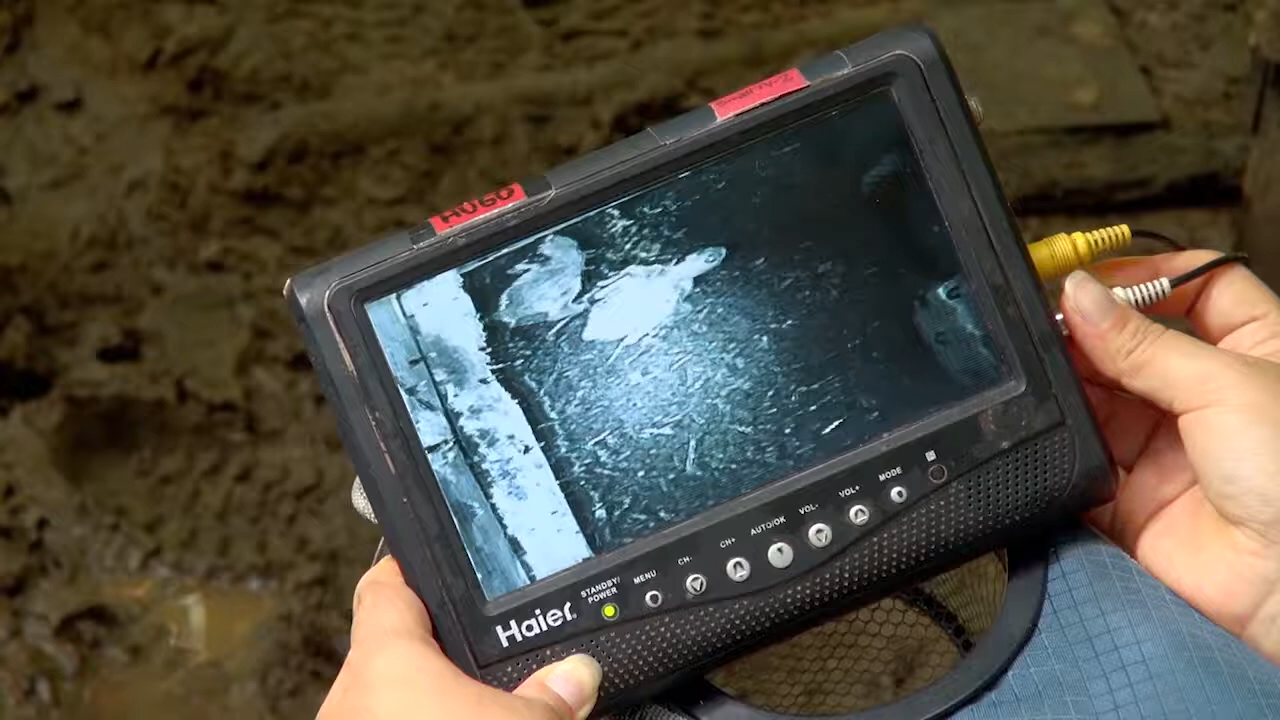 HUGO
Haier
STANDBY/
POWER
MENU
CH-
CH+
AUTO/OK
VOL-
VOL+
MODE